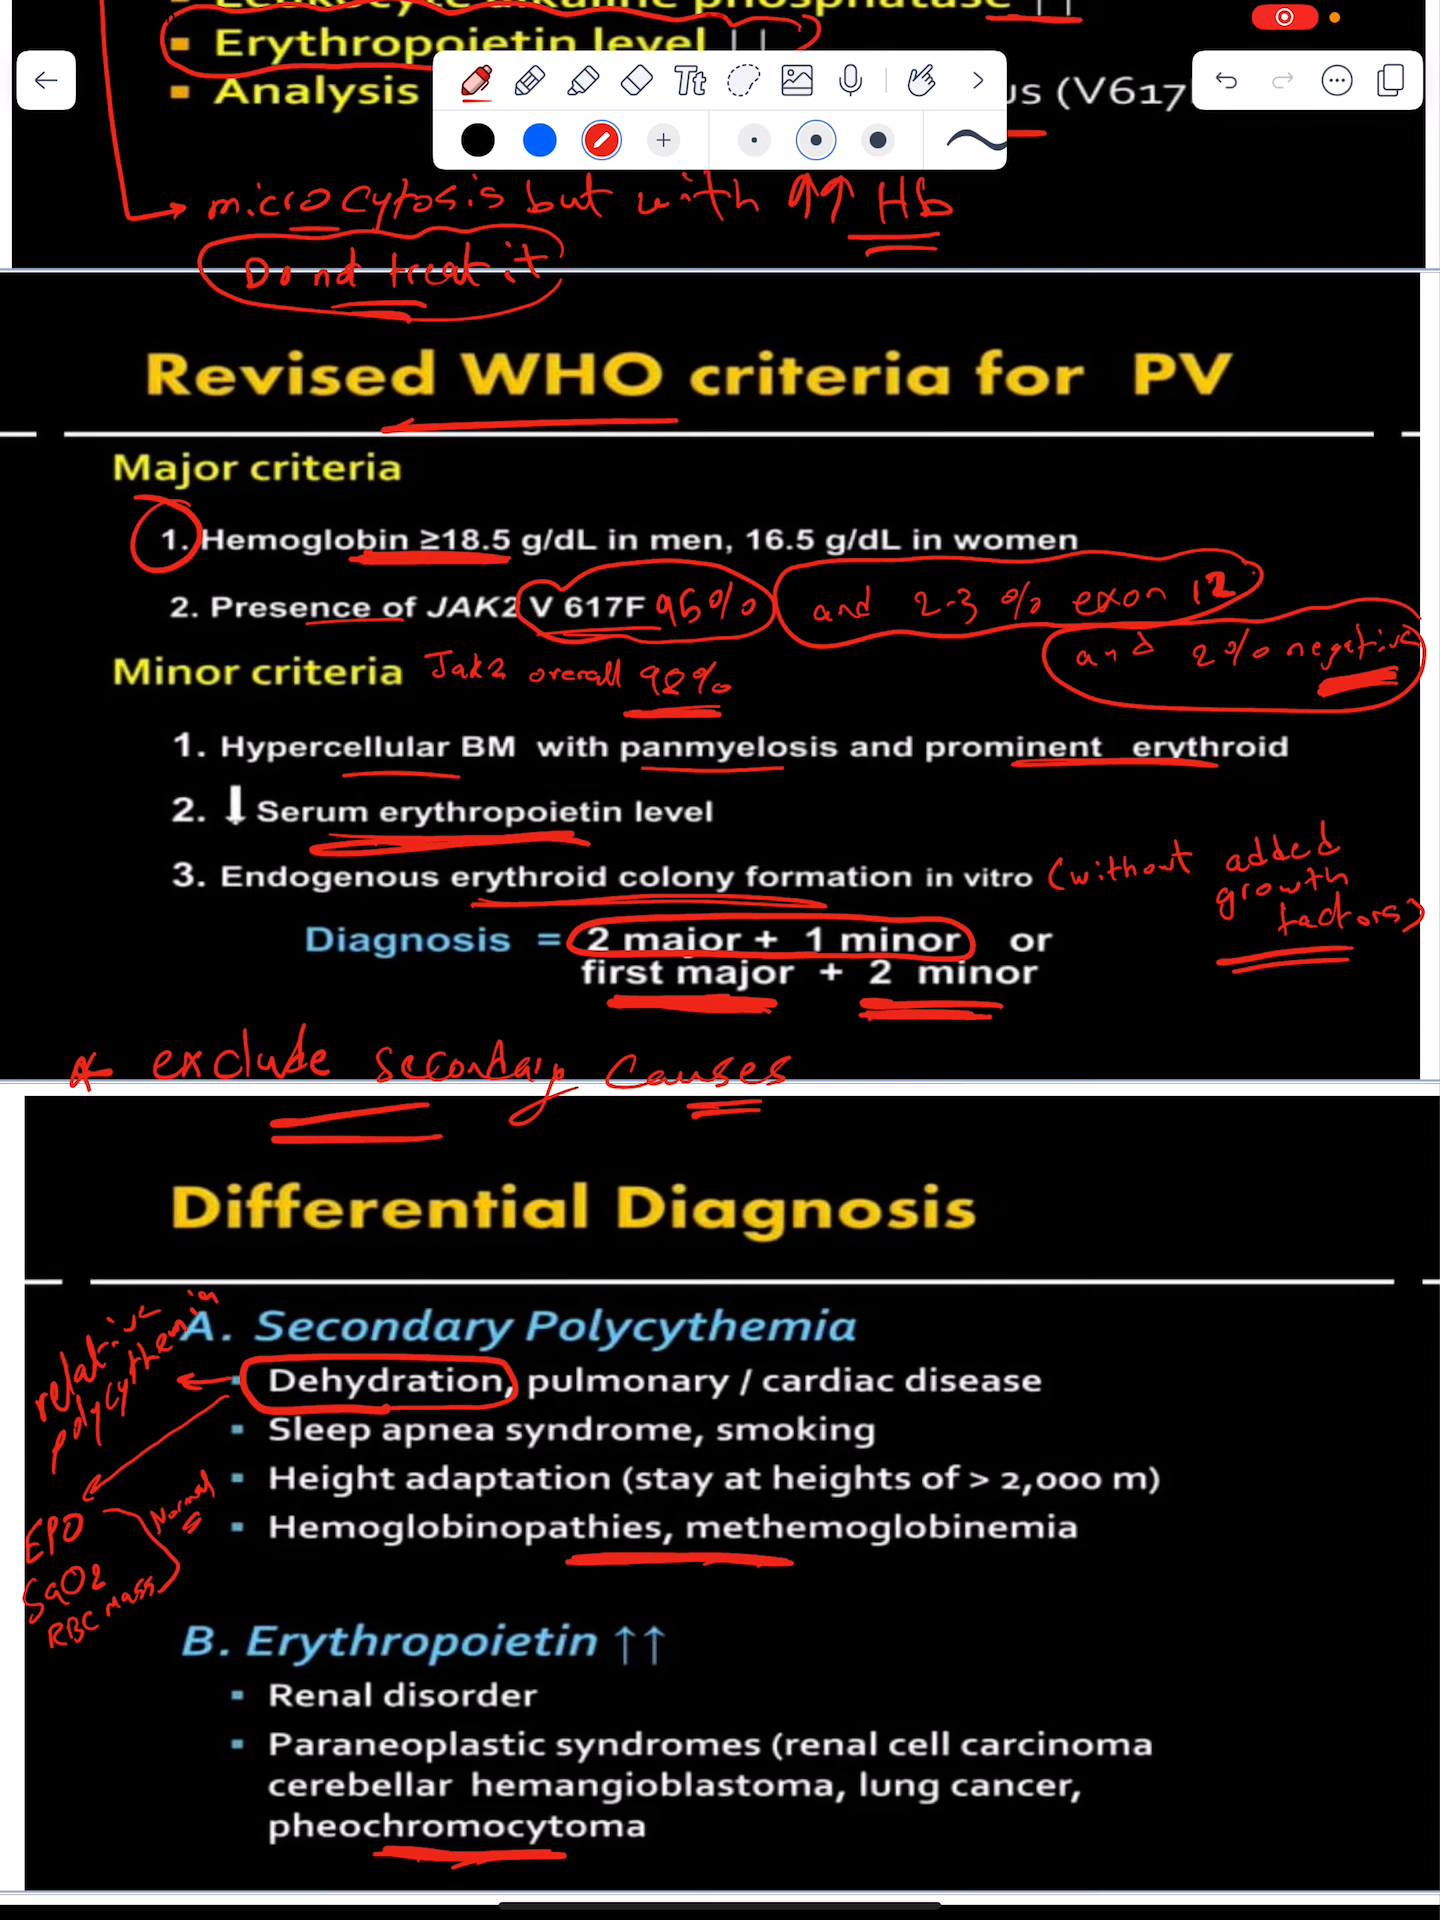 Leukocyte alkaline phosphatase ↑↑
▪ Erythropoietin level ↓↓
▪ Analysis
us (V617
Tt
microcytosis but with ↑↑ Hb
Do not treat it
Revised WHO criteria for PV
Major criteria
1. Hemoglobin ≥18.5 g/dL in men, 16.5 g/dL in women
2. Presence of JAK2 V 617F 95% and 2-3 % exon 12
and 2% negative
Minor criteria Jak2 overall 98%
1. Hypercellular BM with panmyelosis and prominent erythroid
2. ↓ Serum erythropoietin level
3. Endogenous erythroid colony formation in vitro (without added
growth
factors)
Diagnosis = 2 major + 1 minor or
first major + 2 minor
* exclude secondary causes
Differential Diagnosis
relative
polycythemia
A. Secondary Polycythemia
▪ Dehydration, pulmonary / cardiac disease
▪ Sleep apnea syndrome, smoking
▪ Height adaptation (stay at heights of > 2,000 m)
▪ Hemoglobinopathies, methemoglobinemia
Normal
EPO
SaO2
RBC mass
B. Erythropoietin ↑↑
▪ Renal disorder
▪ Paraneoplastic syndromes (renal cell carcinoma
cerebellar hemangioblastoma, lung cancer,
pheochromocytoma